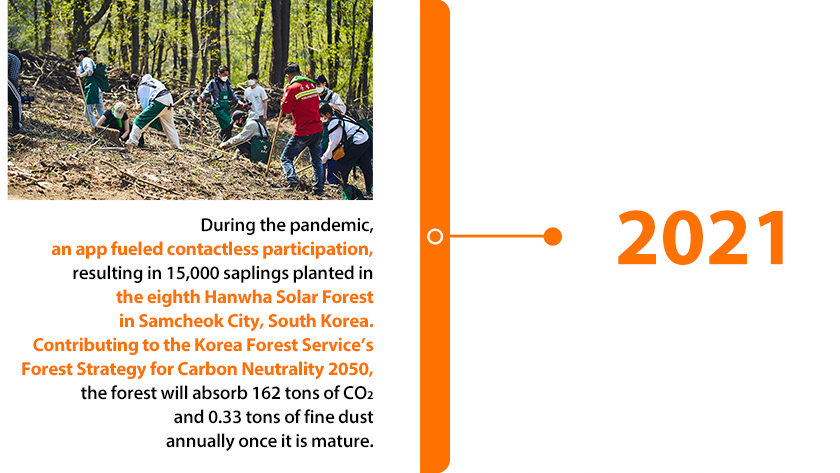 During the pandemic,
an app fueled contactless participation,
resulting in 15,000 saplings planted in
the eighth Hanwha Solar Forest
in Samcheok City, South Korea.
Contributing to the Korea Forest Service's
Forest Strategy for Carbon Neutrality 2050,
the forest will absorb 162 tons of CO₂
and 0.33 tons of fine dust
annually once it is mature.
2021